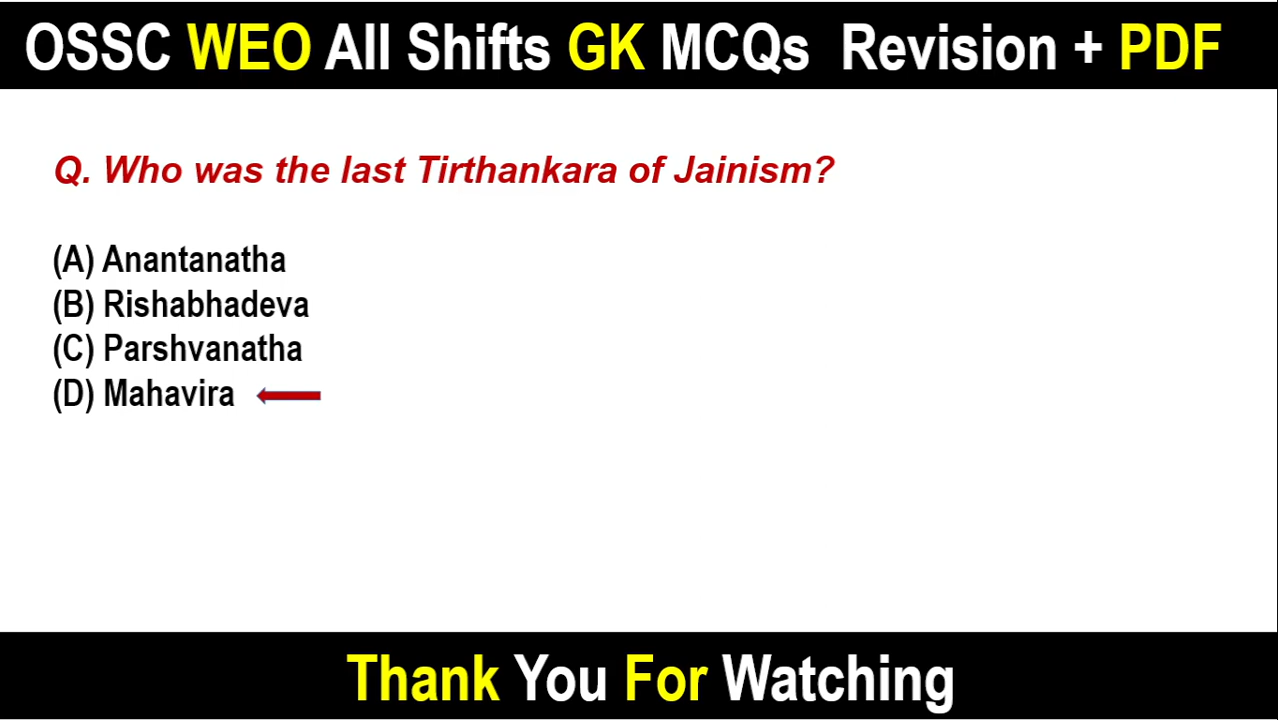 OSSC WEO All Shifts GK MCQs Revision + PDF
Q. Who was the last Tirthankara of Jainism?
(A) Anantanatha
(B) Rishabhadeva
(C) Parshvanatha
(D) Mahavira
Thank You For Watching